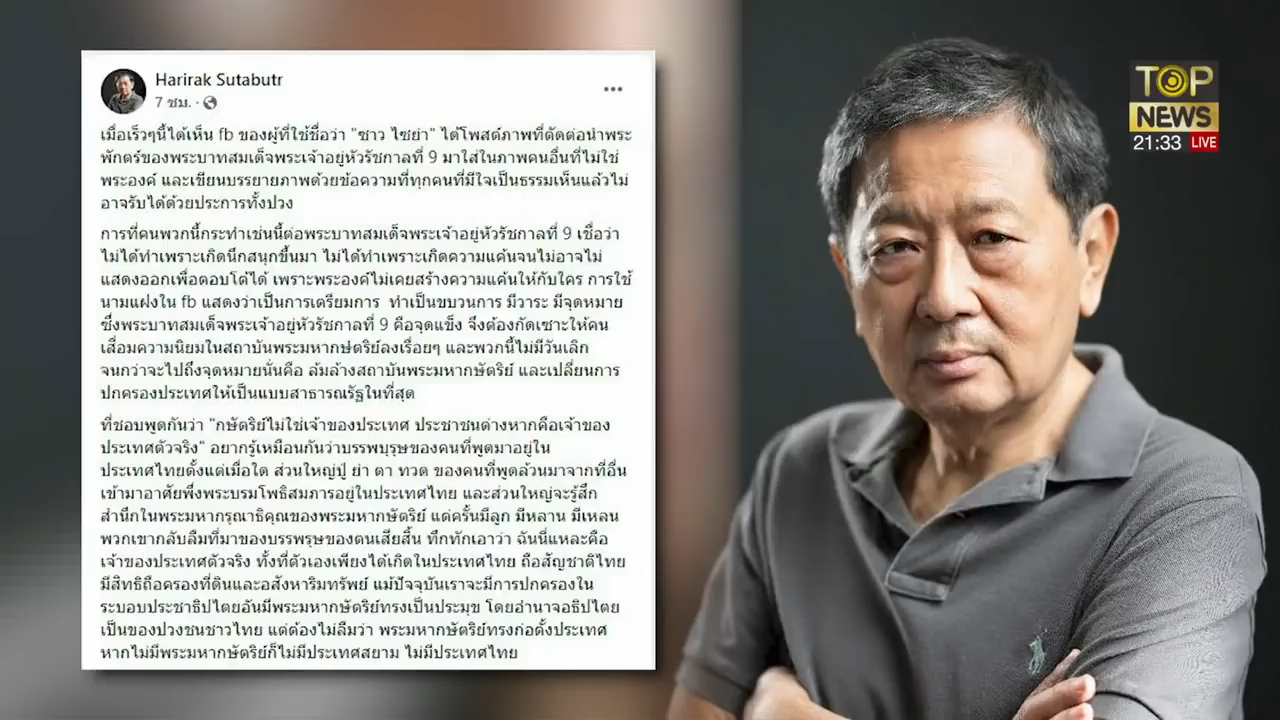 Harirak Sutabutr
7 ชม.
เมื่อเร็วๆนี้ได้เห็น fb ของผู้ที่ใช้ชื่อว่า "ซาว ไซย่า" ได้โพสต์ภาพที่ตัดต่อนำพระ
พักตร์ของพระบาทสมเด็จพระเจ้าอยู่หัวรัชกาลที่ 9 มาใส่ในภาพคนอื่นที่ไม่ใช่
พระองค์ และเขียนบรรยายภาพด้วยข้อความที่ทุกคนที่มีใจเป็นธรรมเห็นแล้วไม่
อาจรับได้ด้วยประการทั้งปวง
การที่คนพวกนี้กระทำเช่นนี้ต่อพระบาทสมเด็จพระเจ้าอยู่หัวรัชกาลที่ 9 เชื่อว่า
ไม่ได้ทำเพราะเกิดนึกสนุกขึ้นมา ไม่ได้ทำเพราะเกิดความแค้นจนไม่อาจไม่
แสดงออกเพื่อตอบโต้ได้ เพราะพระองค์ไม่เคยสร้างความแค้นให้กับใคร การใช้
นามแฝงใน fb แสดงว่าเป็นการเตรียมการ ทำเป็นขบวนการ มีวาระ มีจุดหมาย
ซึ่งพระบาทสมเด็จพระเจ้าอยู่หัวรัชกาลที่ 9 คือจุดแข็ง จึงต้องกัดเซาะให้คน
เสื่อมความนิยมในสถาบันพระมหากษัตริย์ลงเรื่อยๆ และพวกนี้ไม่มีวันเลิก
จนกว่าจะไปถึงจุดหมายนั่นคือ ล้มล้างสถาบันพระมหากษัตริย์ และเปลี่ยนการ
ปกครองประเทศให้เป็นแบบสาธารณรัฐในที่สุด
ที่ชอบพูดกันว่า "กษัตริย์ไม่ใช่เจ้าของประเทศ ประชาชนต่างหากคือเจ้าของ
ประเทศตัวจริง" อยากรู้เหมือนกันว่าบรรพบุรุษของคนที่พูดมาอยู่ใน
ประเทศไทยตั้งแต่เมื่อใด ส่วนใหญ่ปู่ ย่า ตา ทวด ของคนที่พูดล้วนมาจากที่อื่น
เข้ามาอาศัยพึ่งพระบรมโพธิสมภารอยู่ในประเทศไทย และส่วนใหญ่จะรู้สึก
สำนึกในพระมหากรุณาธิคุณของพระมหากษัตริย์ แต่ครั้นมีลูก มีหลาน มีเหลน
พวกเขากลับลืมที่มาของบรรพรุษของตนเสียสิ้น ทึกทักเอาว่า ฉันนี่แหละคือ
เจ้าของประเทศตัวจริง ทั้งที่ตัวเองเพียงได้เกิดในประเทศไทย ถือสัญชาติไทย
มีสิทธิถือครองที่ดินและอสังหาริมทรัพย์ แม้ปัจจุบันเราจะมีการปกครองใน
ระบอบประชาธิปไตยอันมีพระมหากษัตริย์ทรงเป็นประมุข โดยอำนาจอธิปไตย
เป็นของปวงชนชาวไทย แต่ต้องไม่ลืมว่า พระมหากษัตริย์ทรงก่อตั้งประเทศ
หากไม่มีพระมหากษัตริย์ก็ไม่มีประเทศสยาม ไม่มีประเทศไทย
TOP
NEWS
21:33 LIVE